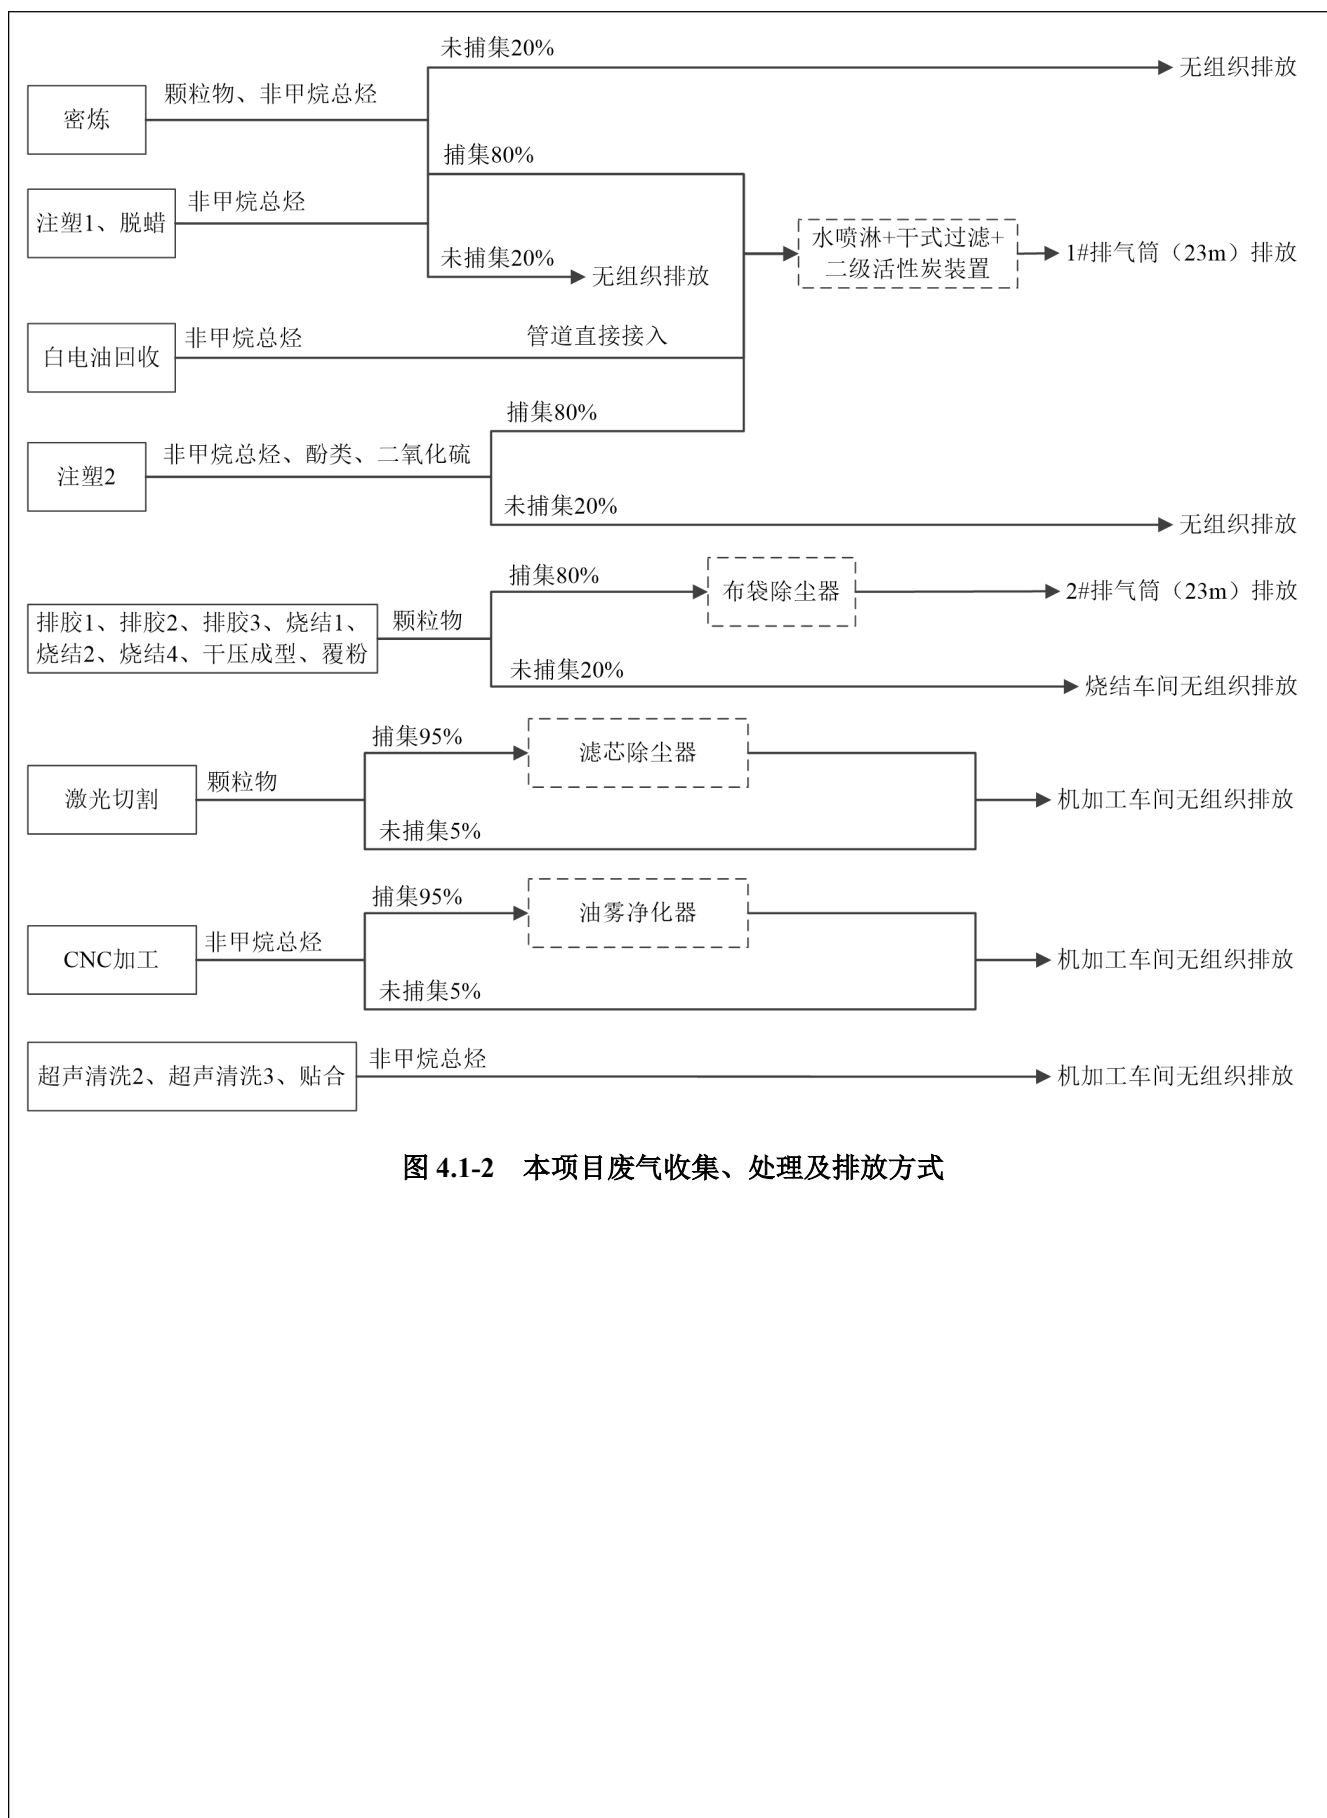 未捕集20%
无组织排放
颗粒物、非甲烷总烃
密炼
捕集80%
非甲烷总烃
注塑1、脱蜡
水喷淋+干式过滤+
二级活性炭装置
1#排气筒（23m）排放
未捕集20%
无组织排放
非甲烷总烃
管道直接接入
白电油回收
捕集80%
非甲烷总烃、酚类、二氧化硫
注塑2
未捕集20%
无组织排放
捕集80%
布袋除尘器
2#排气筒（23m）排放
排胶1、排胶2、排胶3、烧结1、
烧结2、烧结4、干压成型、覆粉
颗粒物
未捕集20%
烧结车间无组织排放
捕集95%
滤芯除尘器
颗粒物
激光切割
机加工车间无组织排放
未捕集5%
捕集95%
油雾净化器
非甲烷总烃
CNC加工
机加工车间无组织排放
未捕集5%
非甲烷总烃
超声清洗2、超声清洗3、贴合
机加工车间无组织排放
图 4.1-2 本项目废气收集、处理及排放方式